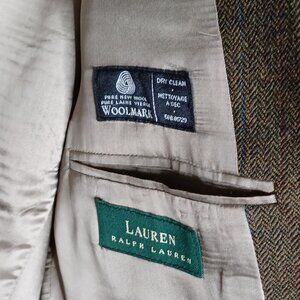 PURE NEW WOOL
PURE LAINE VIERGE
WOOLMARK
DRY CLEAN
NETTOYAGE
A SEC
LAUREN
RALPH LAUREN